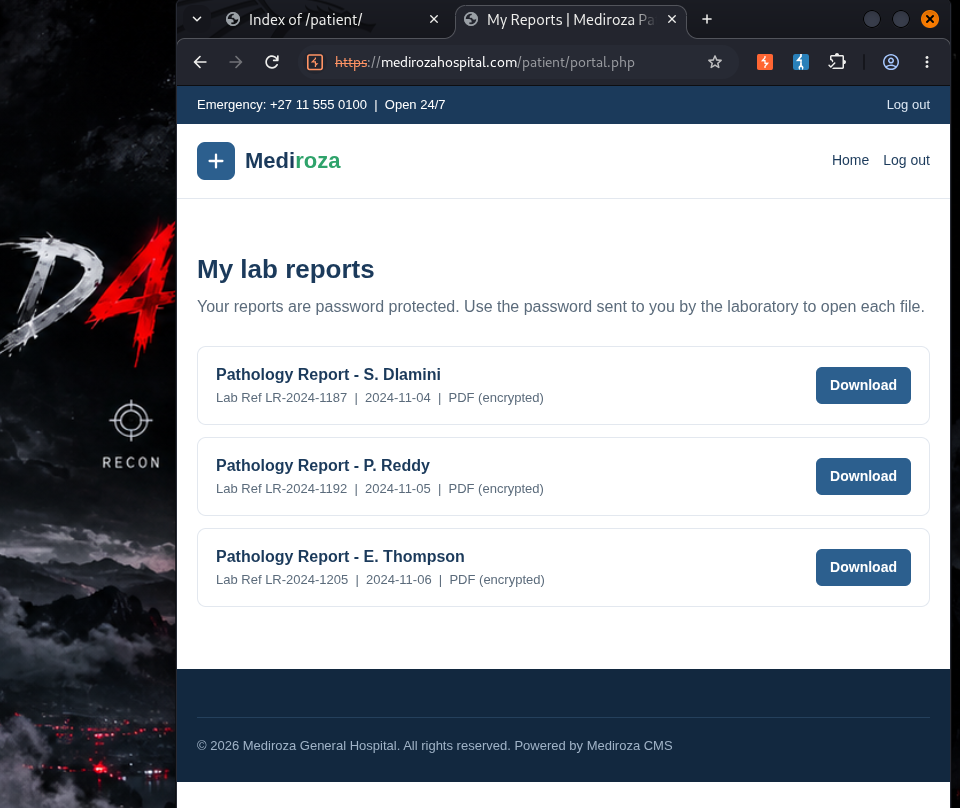 Index of /patient/
My Reports | Mediroza Pa
https://medirozahospital.com/patient/portal.php
Emergency: +27 11 555 0100 | Open 24/7
Log out
Mediroza
Home
Log out
My lab reports
Your reports are password protected. Use the password sent to you by the laboratory to open each file.
Pathology Report - S. Dlamini
Lab Ref LR-2024-1187 | 2024-11-04 | PDF (encrypted)
Download
Pathology Report - P. Reddy
Lab Ref LR-2024-1192 | 2024-11-05 | PDF (encrypted)
Download
Pathology Report - E. Thompson
Lab Ref LR-2024-1205 | 2024-11-06 | PDF (encrypted)
Download
© 2026 Mediroza General Hospital. All rights reserved. Powered by Mediroza CMS
D4
RECON